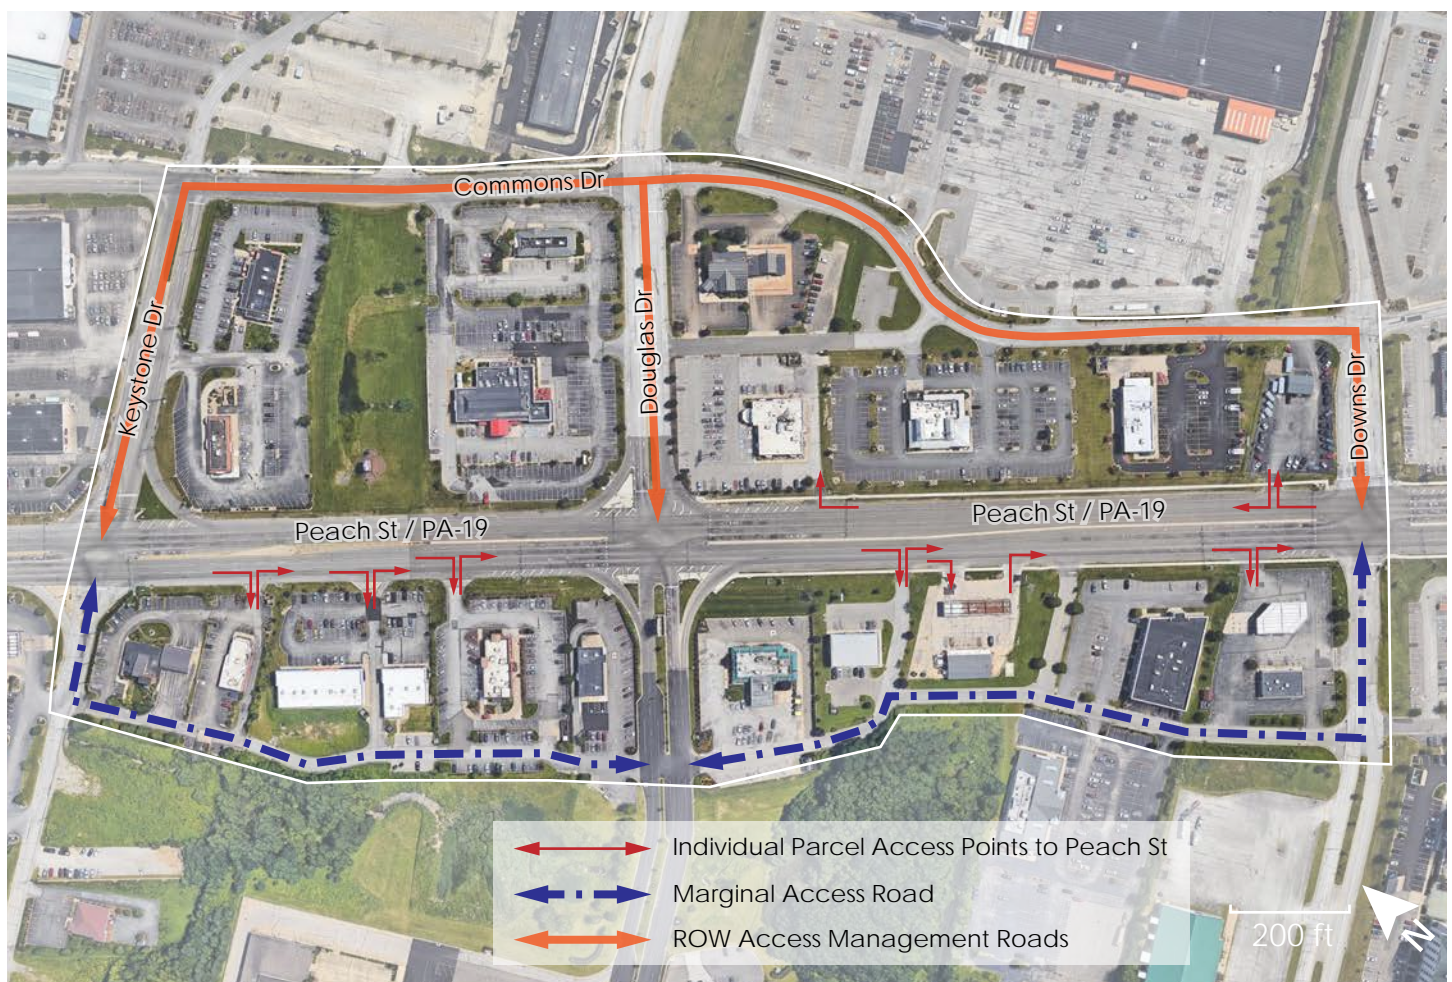 Commons Dr
Keystone Dr
Douglas Dr
Downs Dr
Peach St / PA-19
Peach St / PA-19
Individual Parcel Access Points to Peach St
Marginal Access Road
ROW Access Management Roads
200 ft
N